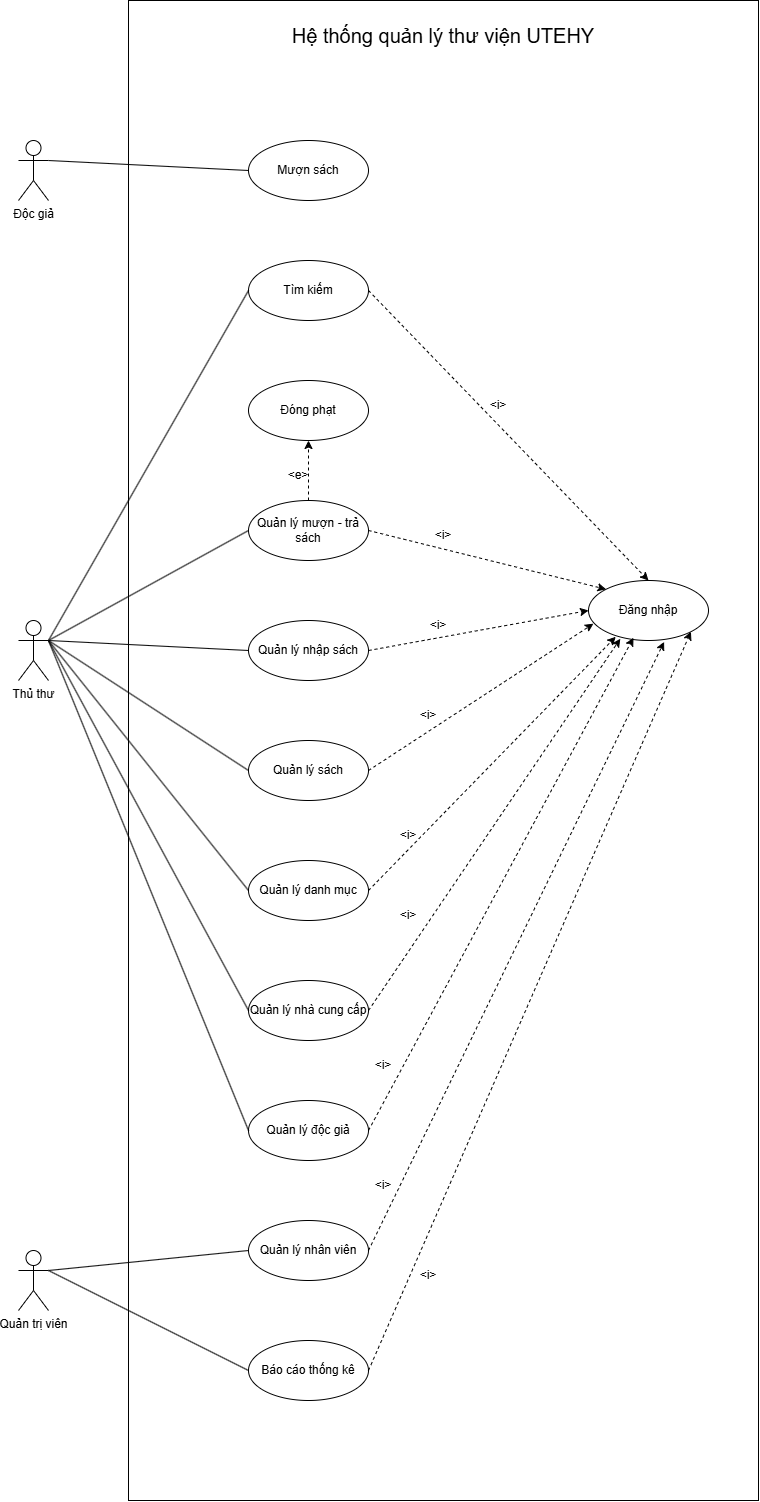 Hệ thống quản lý thư viện UTEHY
Mượn sách
Độc giả
Tìm kiếm
<i>
Đóng phạt
<e>
Quản lý mượn - trả
sách
<i>
Đăng nhập
<i>
Quản lý nhập sách
Thủ thư
<i>
Quản lý sách
<i>
Quản lý danh mục
<i>
Quản lý nhà cung cấp
<i>
Quản lý độc giả
<i>
Quản lý nhân viên
<i>
Quản trị viên
Báo cáo thống kê